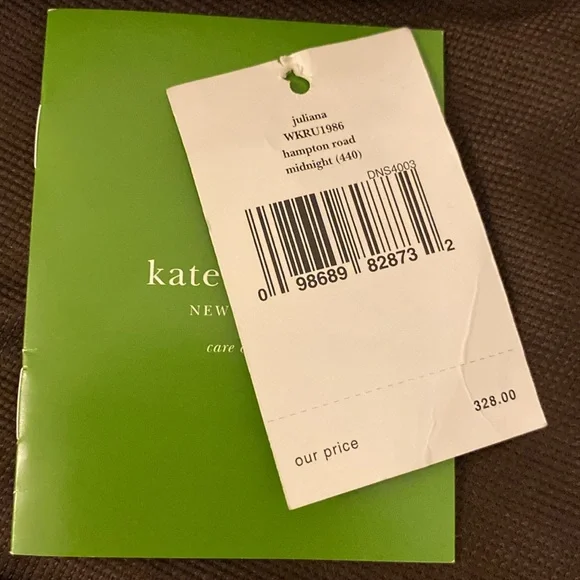 kate
NEW
care
juliana
WKRU1986
hampton road
midnight (440)
DNS4003
0 98689 82873 2
our price 328.00